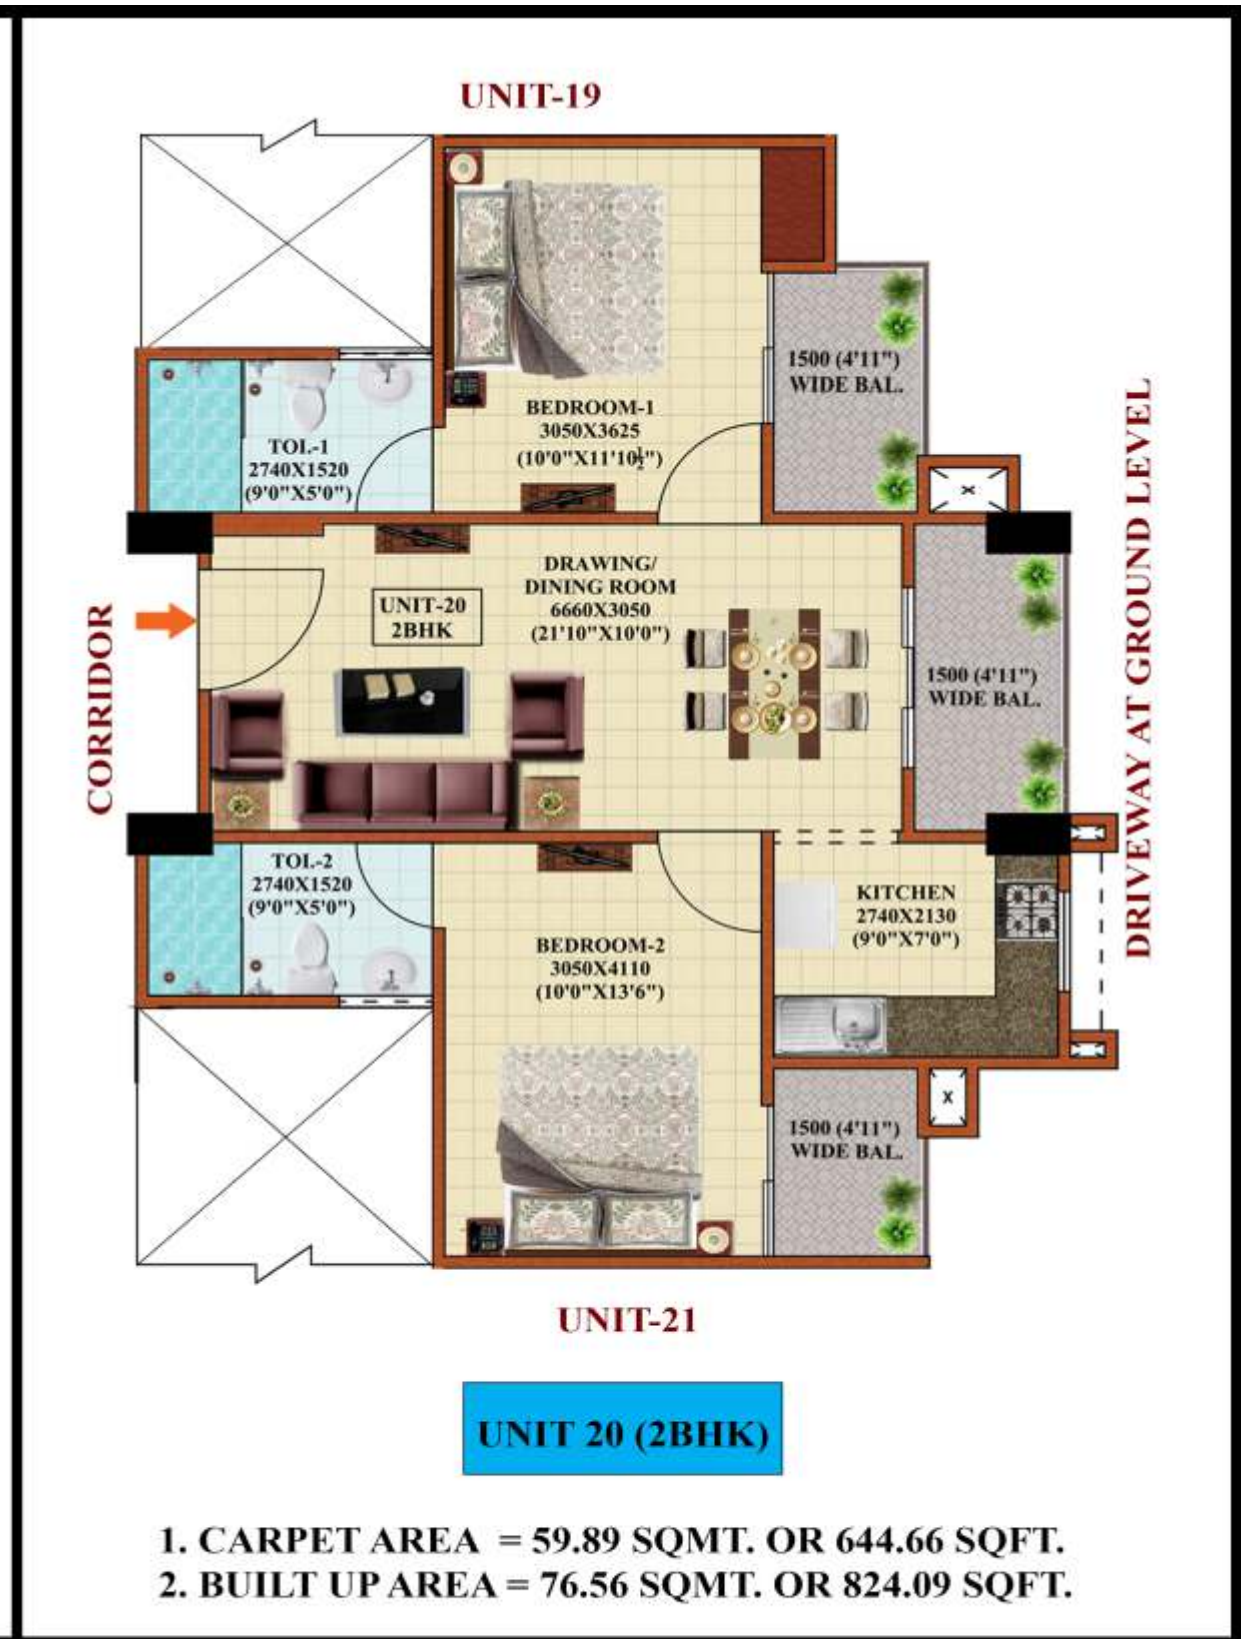 UNIT-19
1500 (4'11")
WIDE BAL.
BEDROOM-1
3050X3625
(10'0"X11'10½")
TOL-1
2740X1520
(9'0"X5'0")
DRAWING/
DINING ROOM
6660X3050
(21'10"X10'0")
UNIT-20
2BHK
CORRIDOR
1500 (4'11")
WIDE BAL.
DRIVEWAY AT GROUND LEVEL
TOL-2
2740X1520
(9'0"X5'0")
KITCHEN
2740X2130
(9'0"X7'0")
BEDROOM-2
3050X4110
(10'0"X13'6")
1500 (4'11")
WIDE BAL.
UNIT-21
UNIT 20 (2BHK)
1. CARPET AREA = 59.89 SQMT. OR 644.66 SQFT.
2. BUILT UP AREA = 76.56 SQMT. OR 824.09 SQFT.